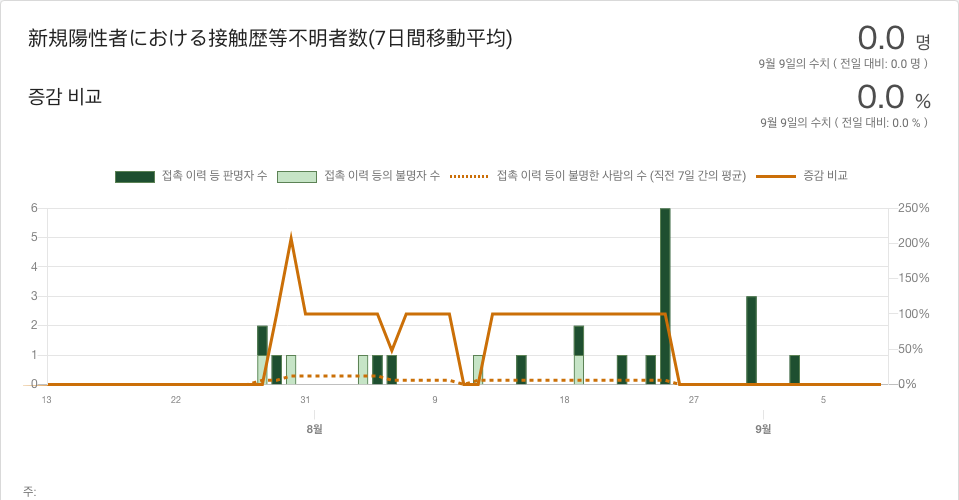 新規陽性者における接触歴等不明者数(7日間移動平均)
0.0 명
9월 9일의 수치 ( 전일 대비: 0.0 명 )
증감 비교
0.0 %
9월 9일의 수치 ( 전일 대비: 0.0 % )
접촉 이력 등 판명자 수 접촉 이력 등의 불명자 수 접촉 이력 등이 불명한 사람의 수 (직전 7일 간의 평균) 증감 비교
6 250%
5 200%
4 150%
3 100%
2 50%
1 0%
0
13 22 31 9 18 27 5
8월 9월
주: